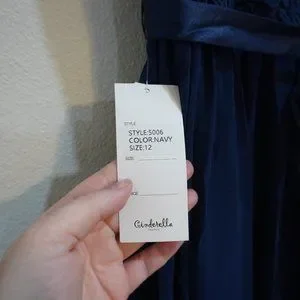 STYLE
STYLE:5006
COLOR:NAVY
SIZE:12
SIZE
Cinderella